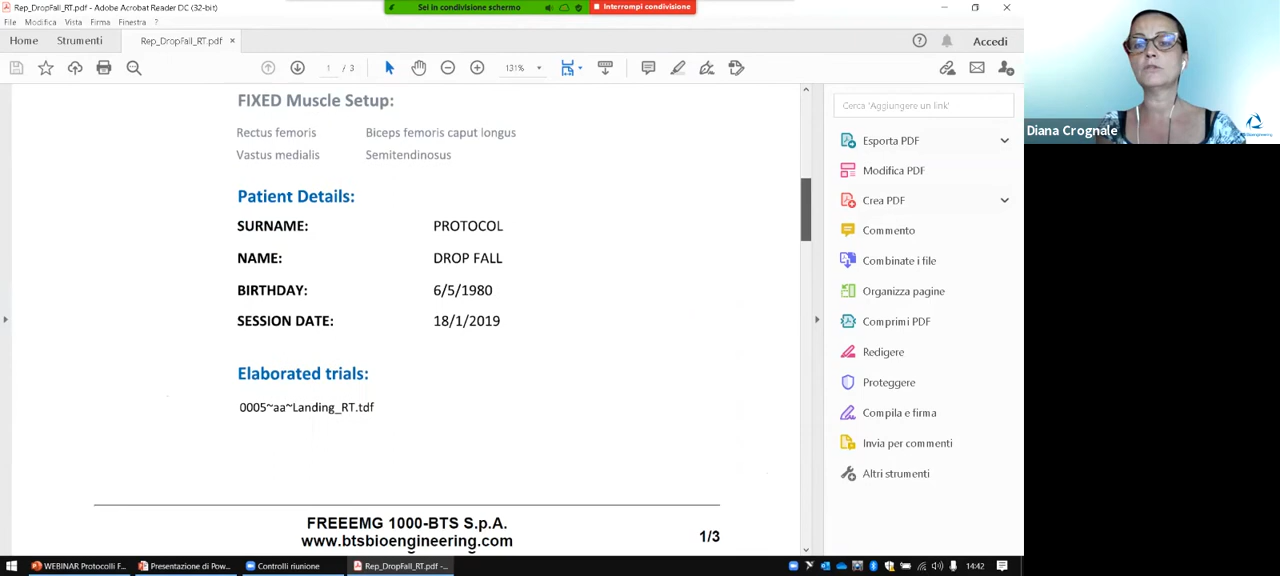 Rep_DropFall_RT.pdf - Adobe Acrobat Reader DC (32-bit)
Sei in condivisione schermo
Interrompi condivisione
File Modifica Vista Firma Finestra ?
Home Strumenti Rep_DropFall_RT.pdf × Accedi
1 / 3 131%
FIXED Muscle Setup:
Rectus femoris Biceps femoris caput longus
Vastus medialis Semitendinosus
Patient Details:
SURNAME: PROTOCOL
NAME: DROP FALL
BIRTHDAY: 6/5/1980
SESSION DATE: 18/1/2019
Elaborated trials:
0005~aa~Landing_RT.tdf
FREEEMG 1000-BTS S.p.A.
www.btsbioengineering.com
1/3
Cerca 'Aggiungere un link'
Esporta PDF
Modifica PDF
Crea PDF
Commento
Combinate i file
Organizza pagine
Comprimi PDF
Redigere
Proteggere
Compila e firma
Invia per commenti
Altri strumenti
Diana Crognale
WEBINAR Protocolli F...
Presentazione di Pow...
Controlli riunione
Rep_DropFall_RT.pdf -...
14:42